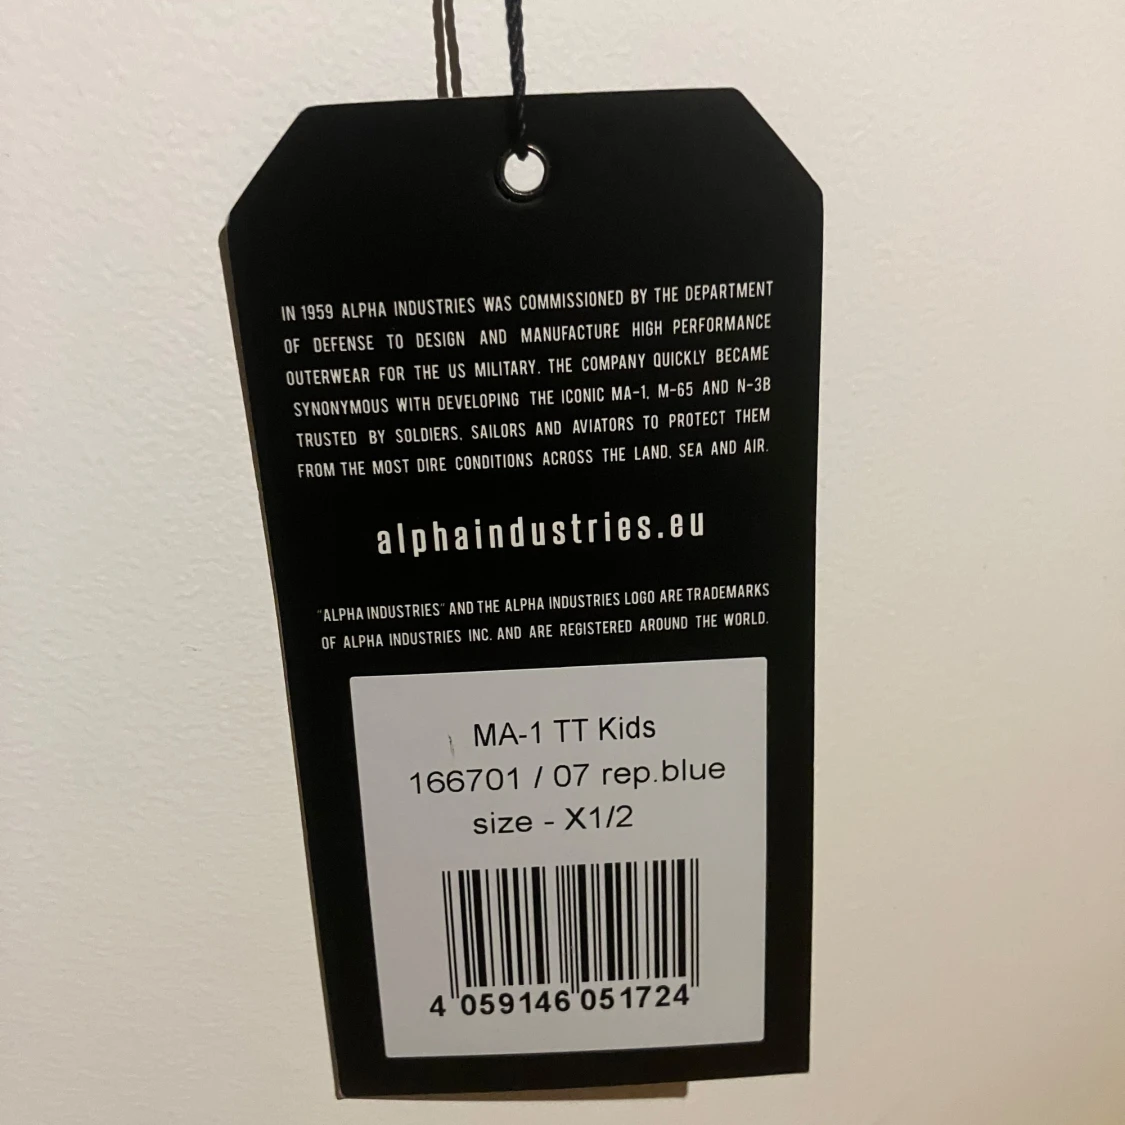 IN 1959 ALPHA INDUSTRIES WAS COMMISSIONED BY THE DEPARTMENT
OF DEFENSE TO DESIGN AND MANUFACTURE HIGH PERFORMANCE
OUTERWEAR FOR THE US MILITARY. THE COMPANY QUICKLY BECAME
SYNONYMOUS WITH DEVELOPING THE ICONIC MA-1, M-65 AND N-3B
TRUSTED BY SOLDIERS, SAILORS AND AVIATORS TO PROTECT THEM
FROM THE MOST DIRE CONDITIONS ACROSS THE LAND, SEA AND AIR.
alphaindustries.eu
"ALPHA INDUSTRIES" AND THE ALPHA INDUSTRIES LOGO ARE TRADEMARKS
OF ALPHA INDUSTRIES INC. AND ARE REGISTERED AROUND THE WORLD.
MA-1 TT Kids
166701 / 07 rep.blue
size - X1/2
4 059146 051724